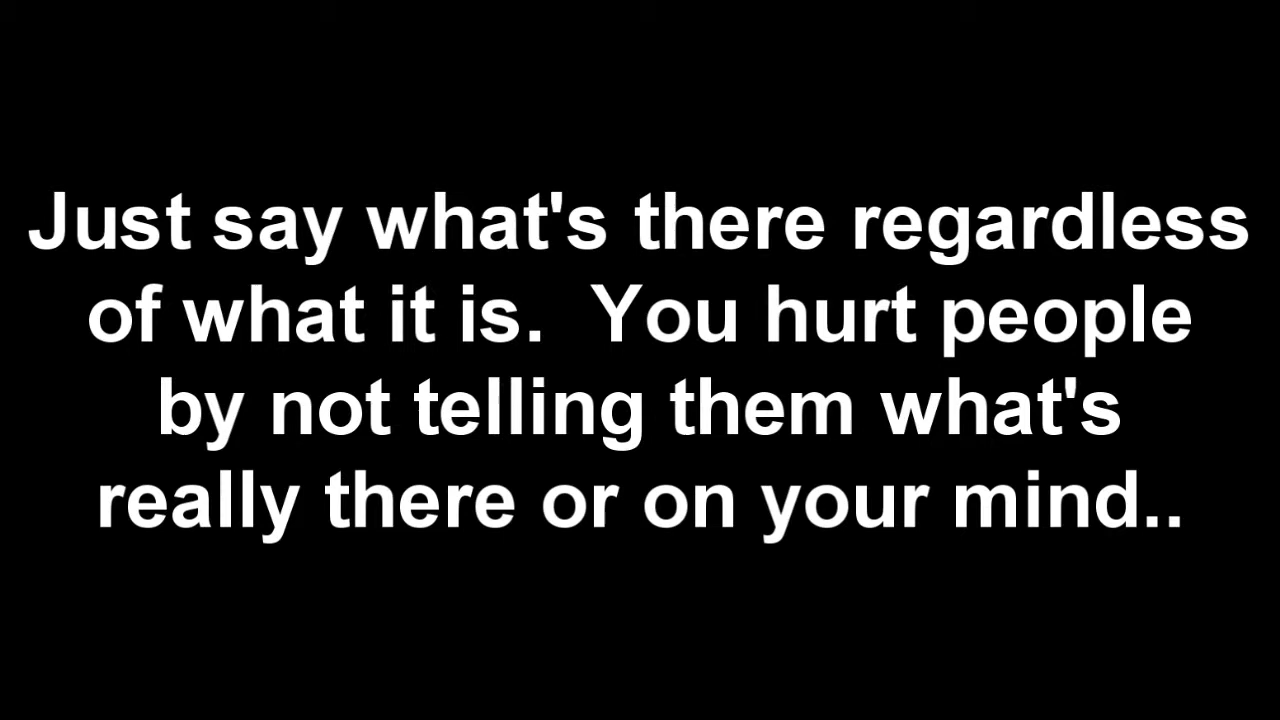 Just say what's there regardless
of what it is.  You hurt people
by not telling them what's
really there or on your mind..